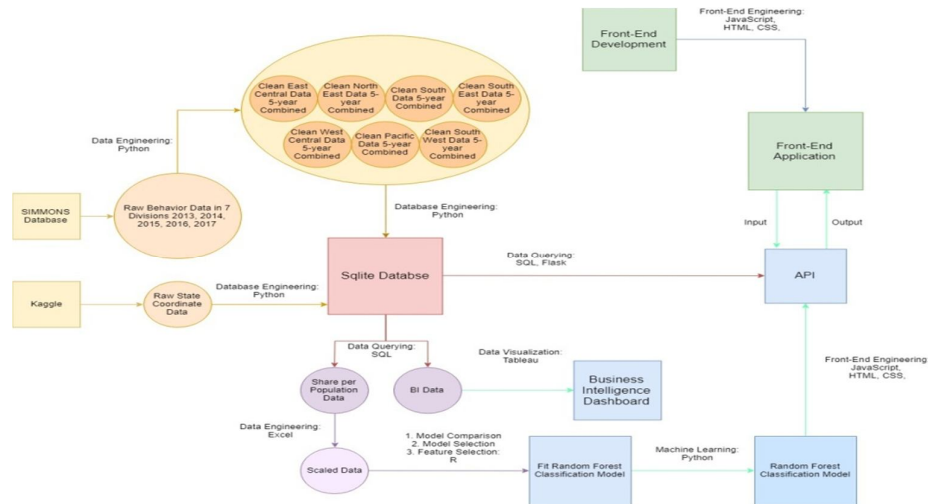 Front-End Engineering:
JavaScript,
HTML, CSS,
Front-End
Development
Clean East
Central Data
5-year
Combined
Clean North
East Data 5-
year
Combined
Clean South
Data 5-year
Combined
Clean South
East Data 5-
year
Combined
Clean West
Central Data
5-year
Combined
Clean Pacific
Data 5-year
Combined
Clean South
West Data 5-
year
Combined
Data Engineering:
Python
Front-End
Application
SIMMONS
Database
Raw Behavior Data in 7
Divisions 2013, 2014,
2015, 2016, 2017
Database Engineering:
Python
Input
Output
Sqlite Databse
Data Querying:
SQL, Flask
API
Kaggle
Raw State
Coordinate
Data
Database Engineering:
Python
Data Querying:
SQL
Data Visualization:
Tableau
Front-End Engineering:
JavaScript,
HTML, CSS,
Share per
Population
Data
BI Data
Business
Intelligence
Dashboard
Data Engineering:
Excel
1. Model Comparison
2. Model Selection
3. Feature Selection:
R
Machine Learning:
Python
Scaled Data
Fit Random Forest
Classification Model
Random Forest
Classification Model